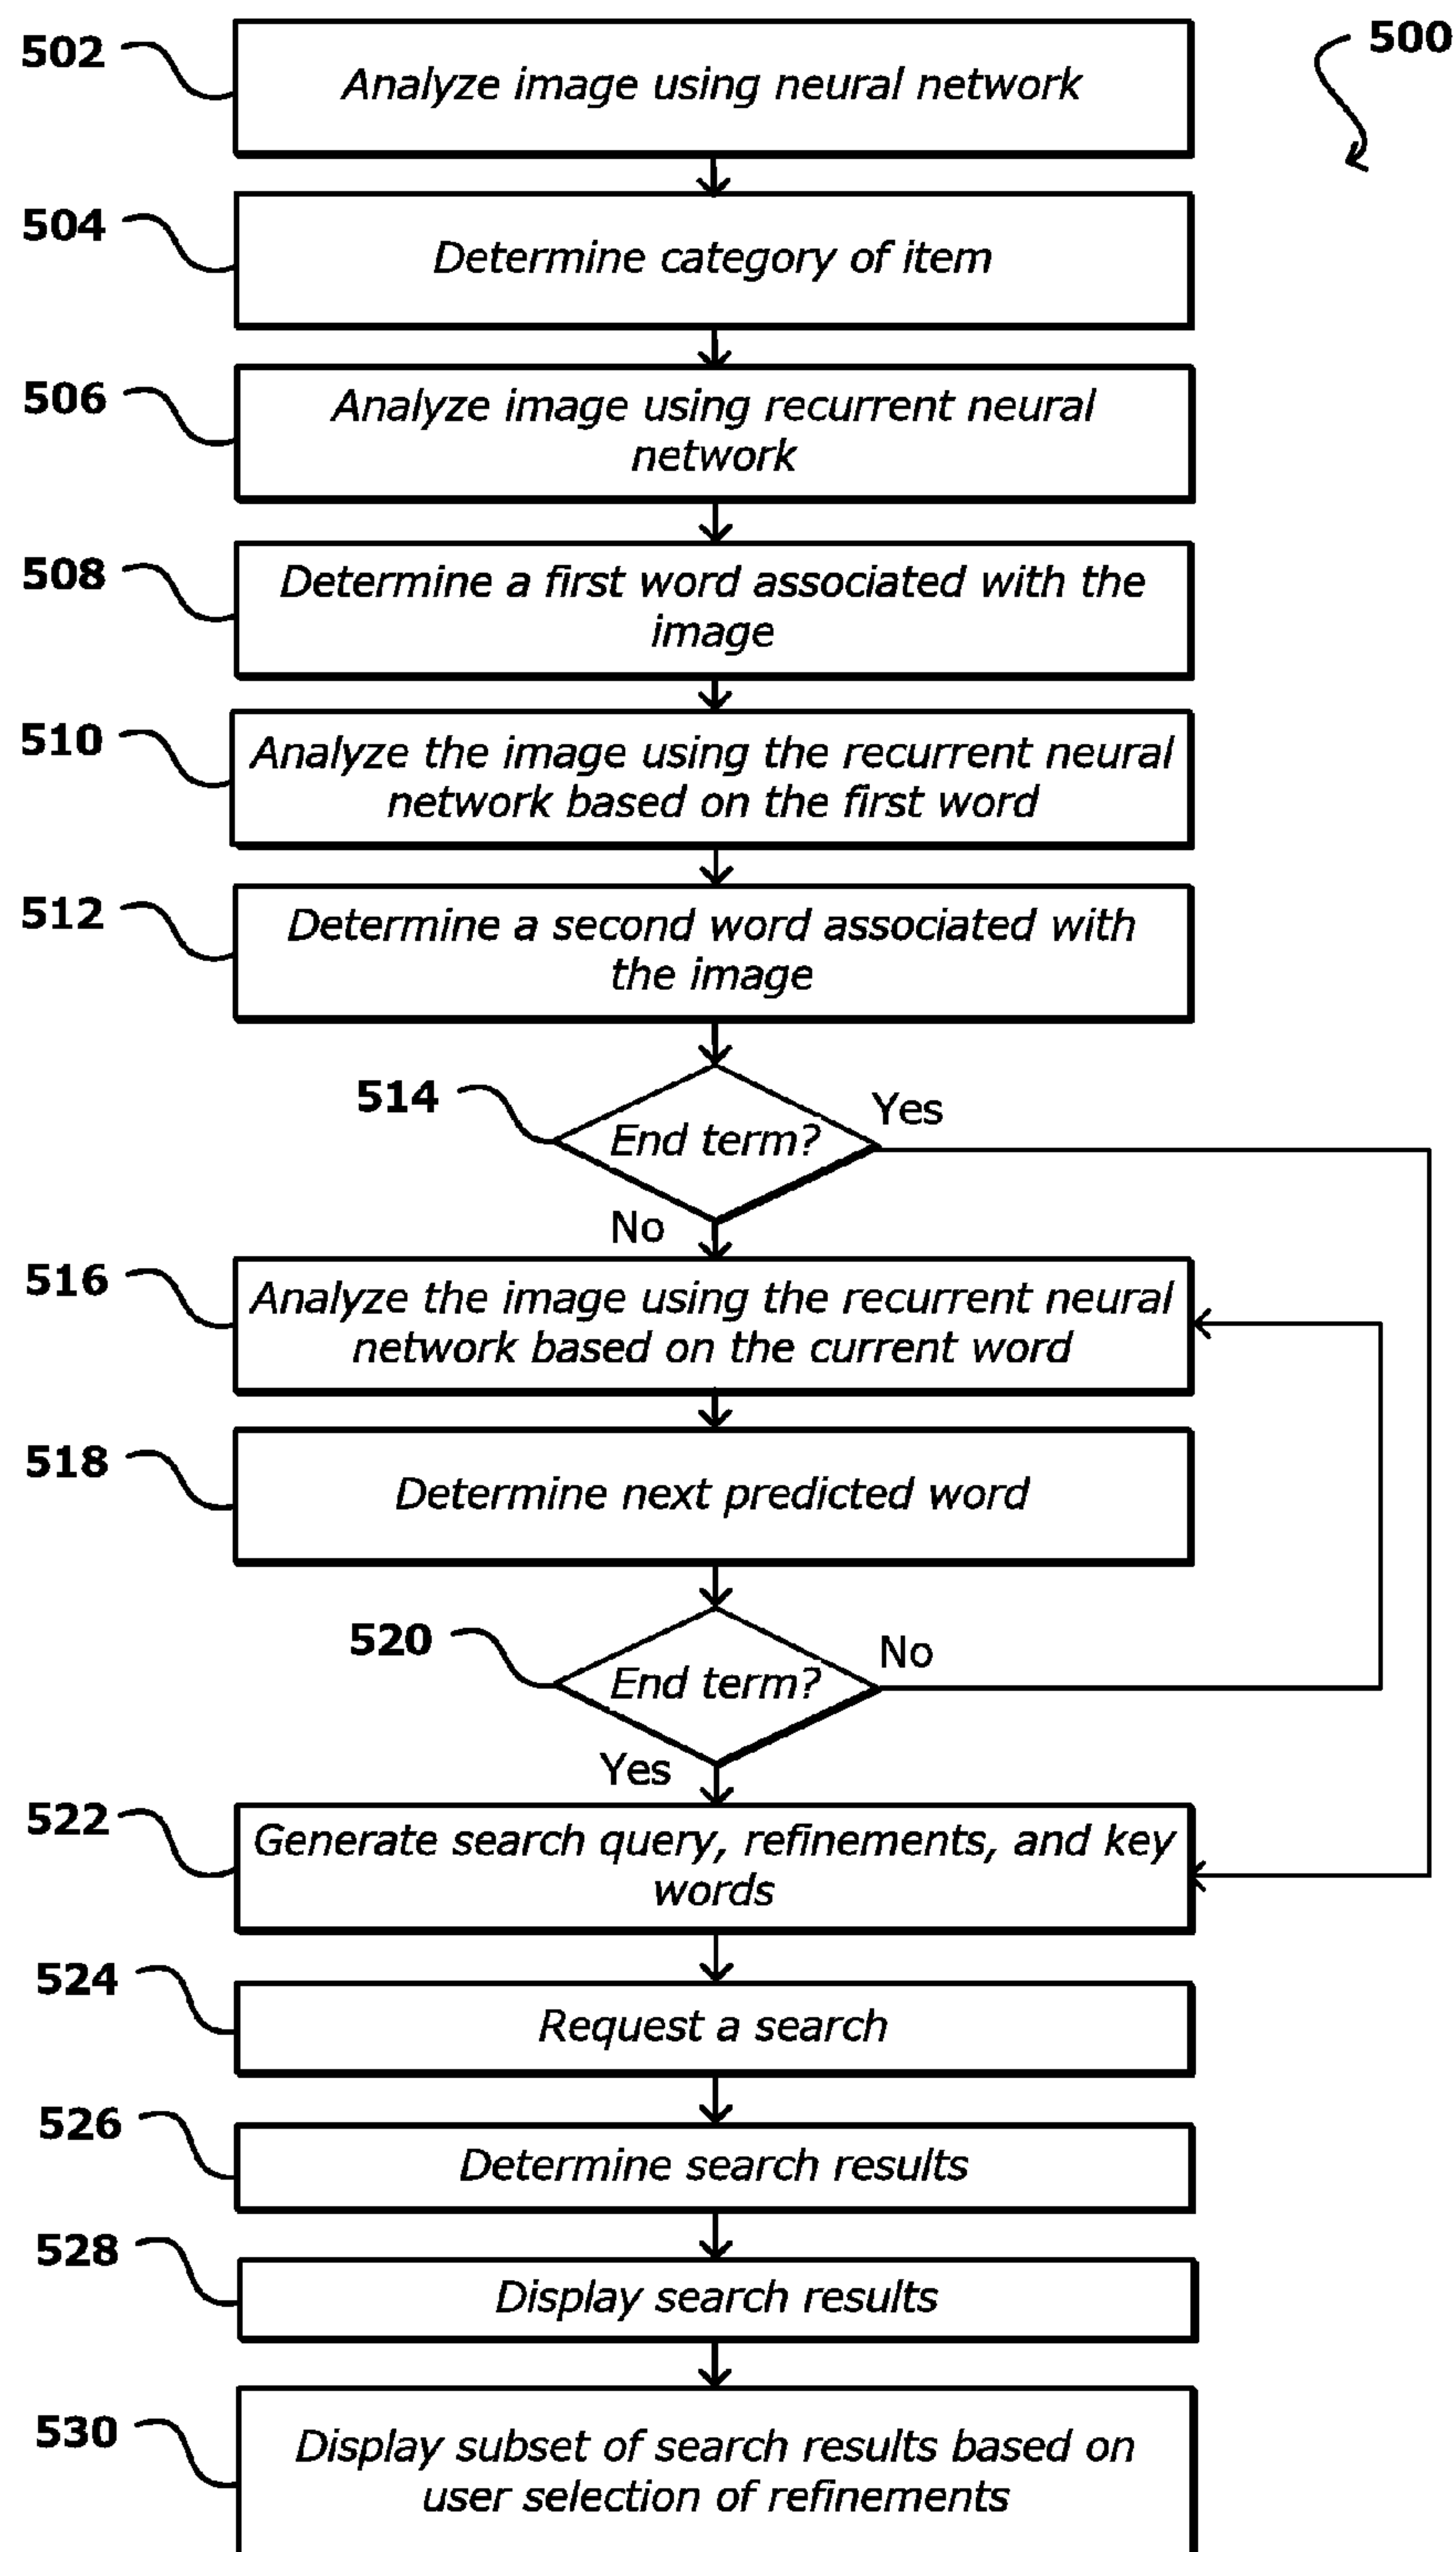 500
502
Analyze image using neural network
504
Determine category of item
506
Analyze image using recurrent neural
network
508
Determine a first word associated with the
image
510
Analyze the image using the recurrent neural
network based on the first word
512
Determine a second word associated with
the image
514
End term?
Yes
No
516
Analyze the image using the recurrent neural
network based on the current word
518
Determine next predicted word
520
End term?
No
Yes
522
Generate search query, refinements, and key
words
524
Request a search
526
Determine search results
528
Display search results
530
Display subset of search results based on
user selection of refinements